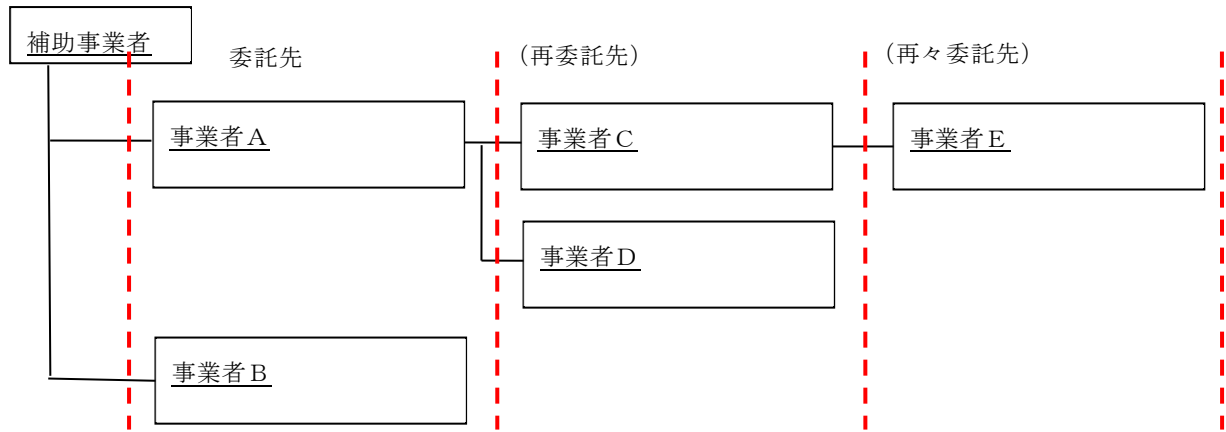 補助事業者
委託先
(再委託先)
(再々委託先)
事業者A
事業者C
事業者E
事業者D
事業者B